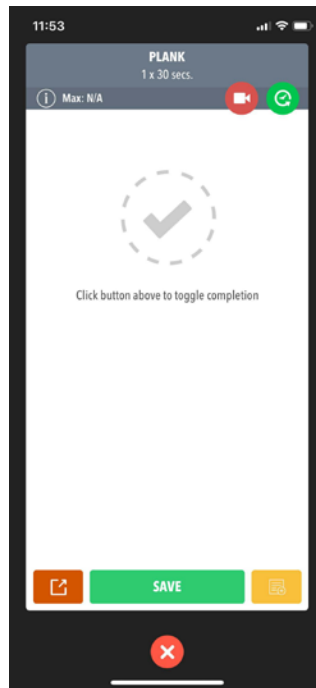 11:53
PLANK
1 x 30 secs.
Max: N/A
Click button above to toggle completion
SAVE